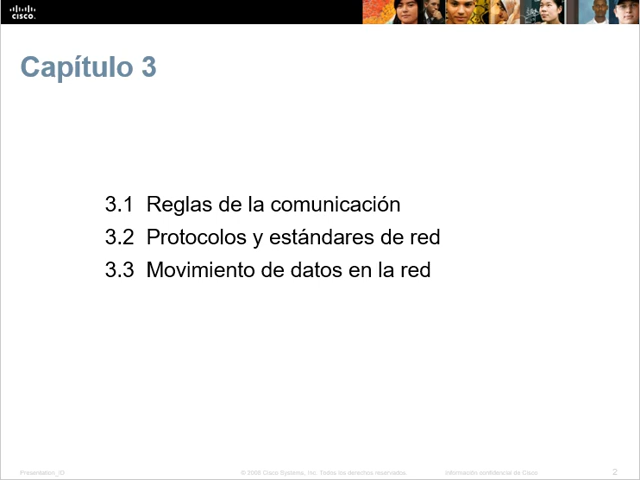 CISCO.
Capítulo 3
3.1 Reglas de la comunicación
3.2 Protocolos y estándares de red
3.3 Movimiento de datos en la red
Presentation_ID
© 2008 Cisco Systems, Inc. Todos los derechos reservados.
Información confidencial de Cisco
2